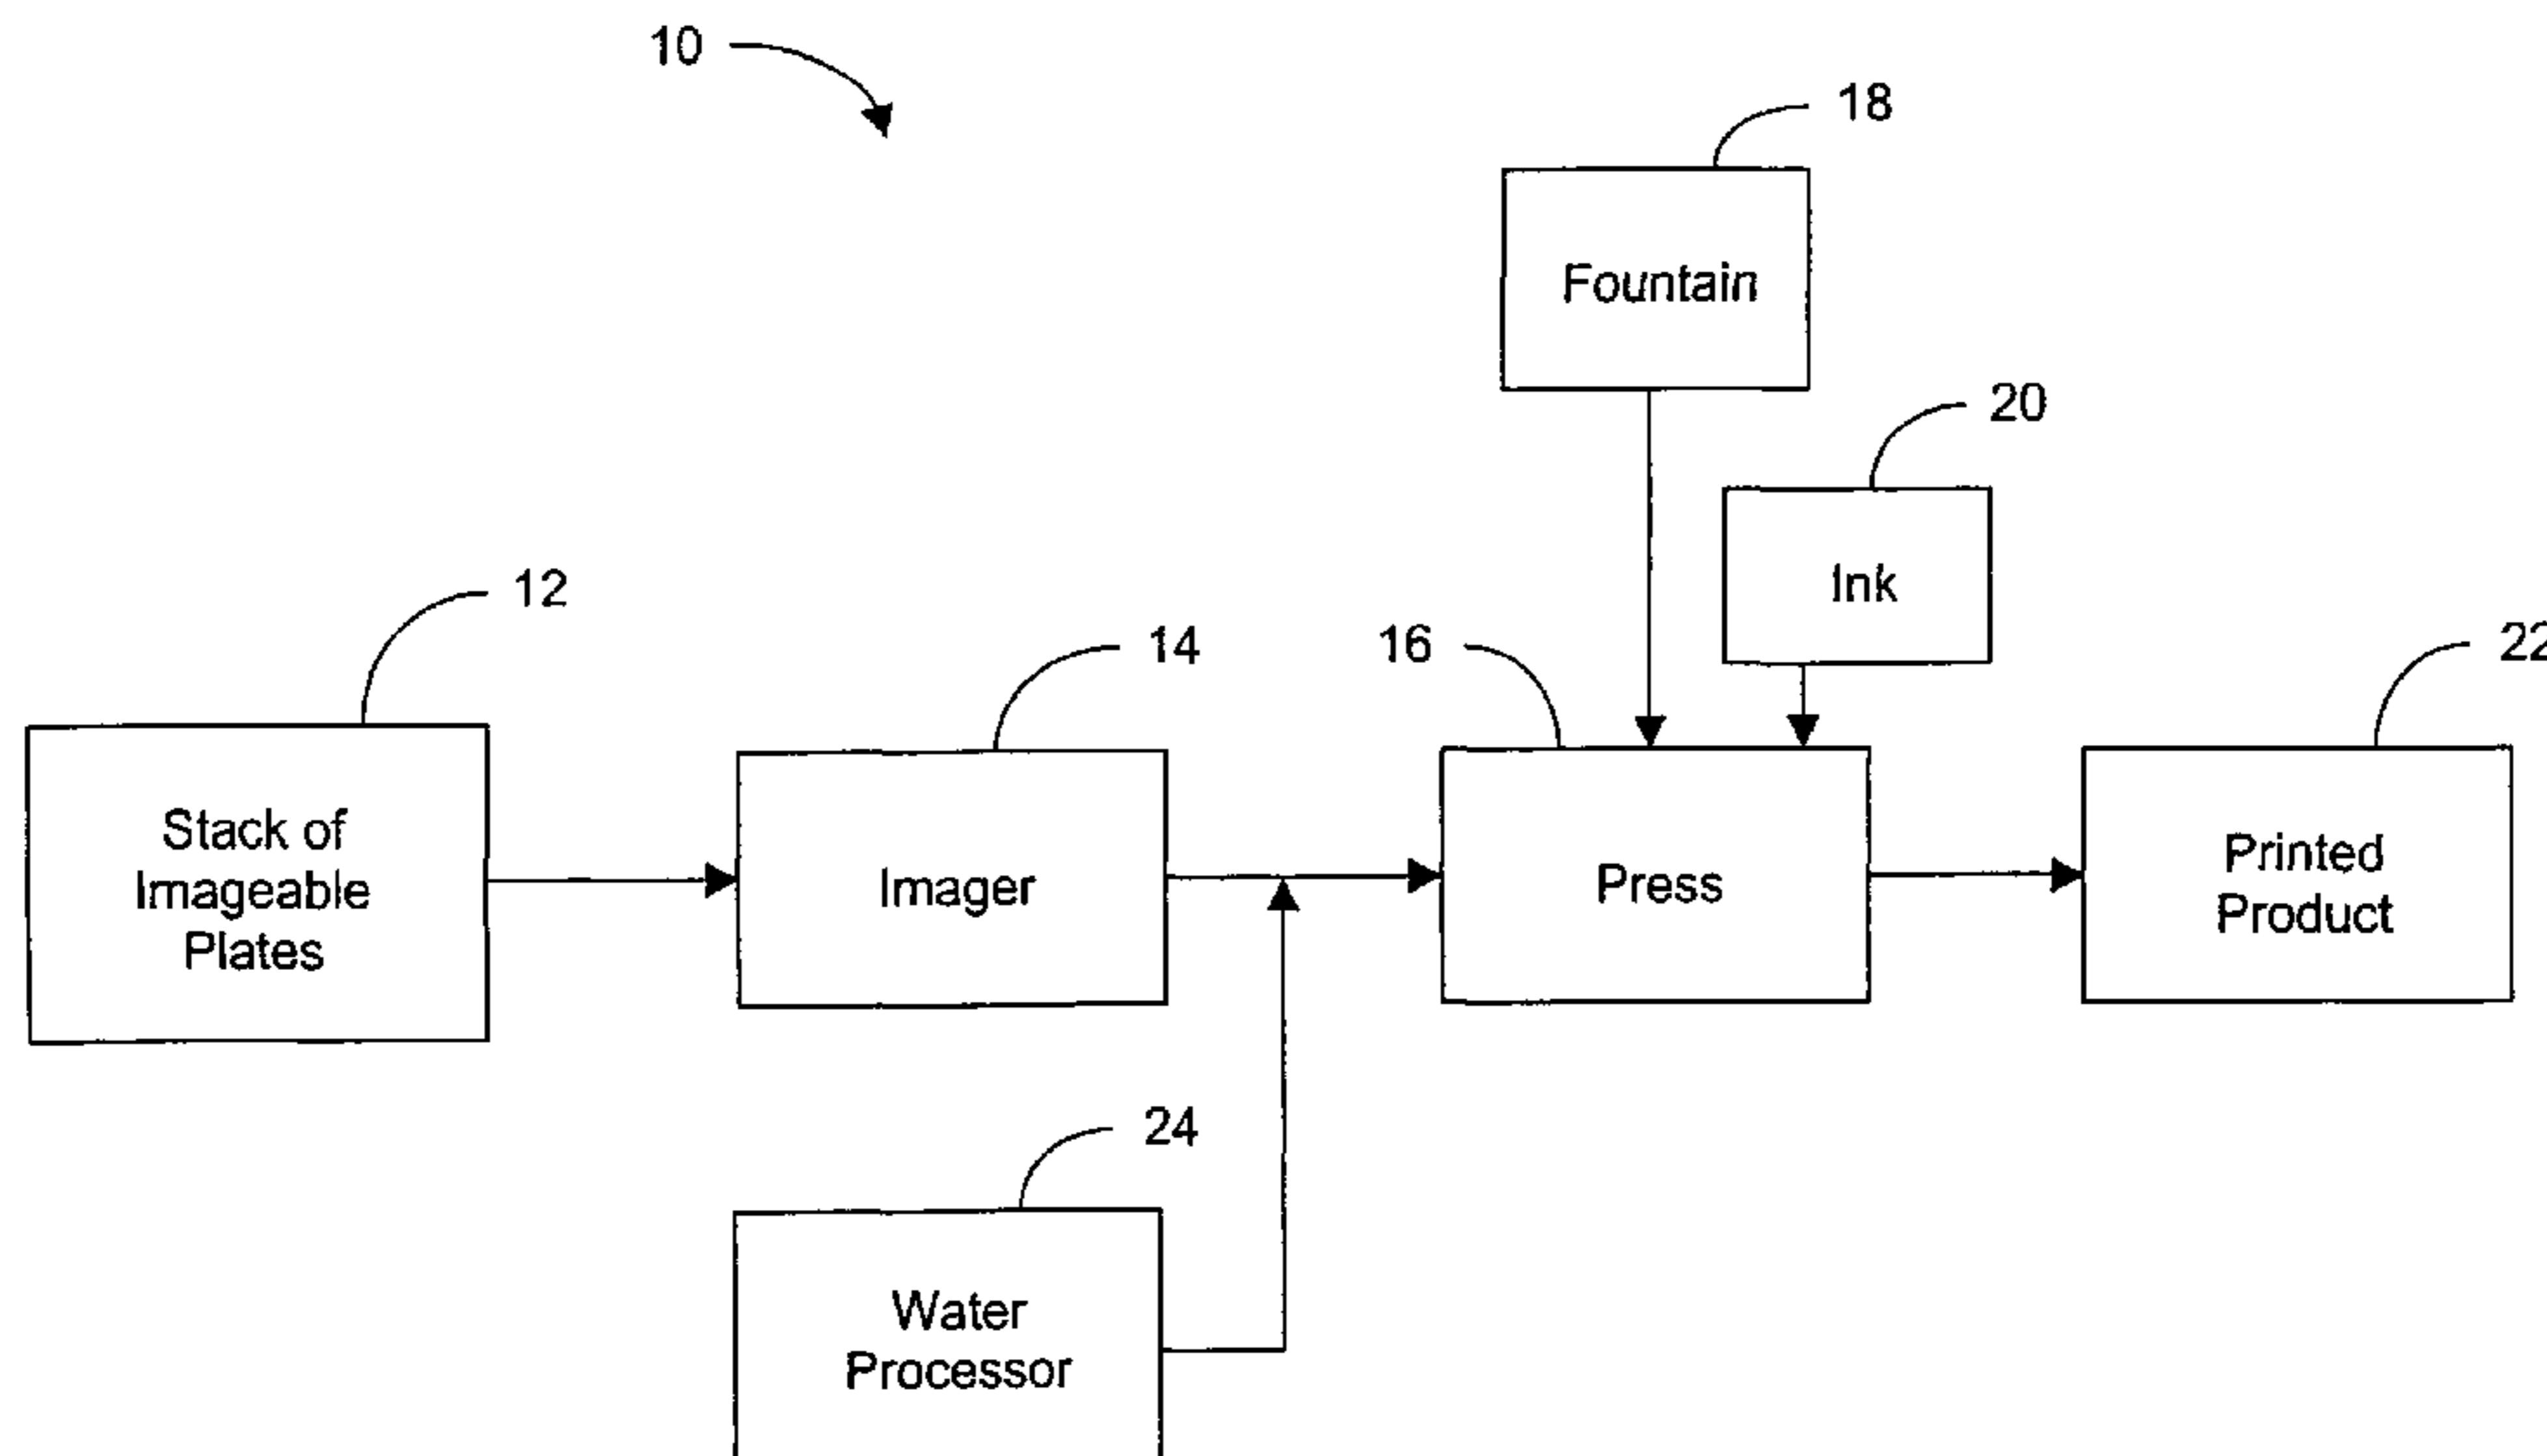 10
18
Fountain
20
Ink
12
14
16
22
Stack of
Imageable
Plates
Imager
Press
Printed
Product
24
Water
Processor